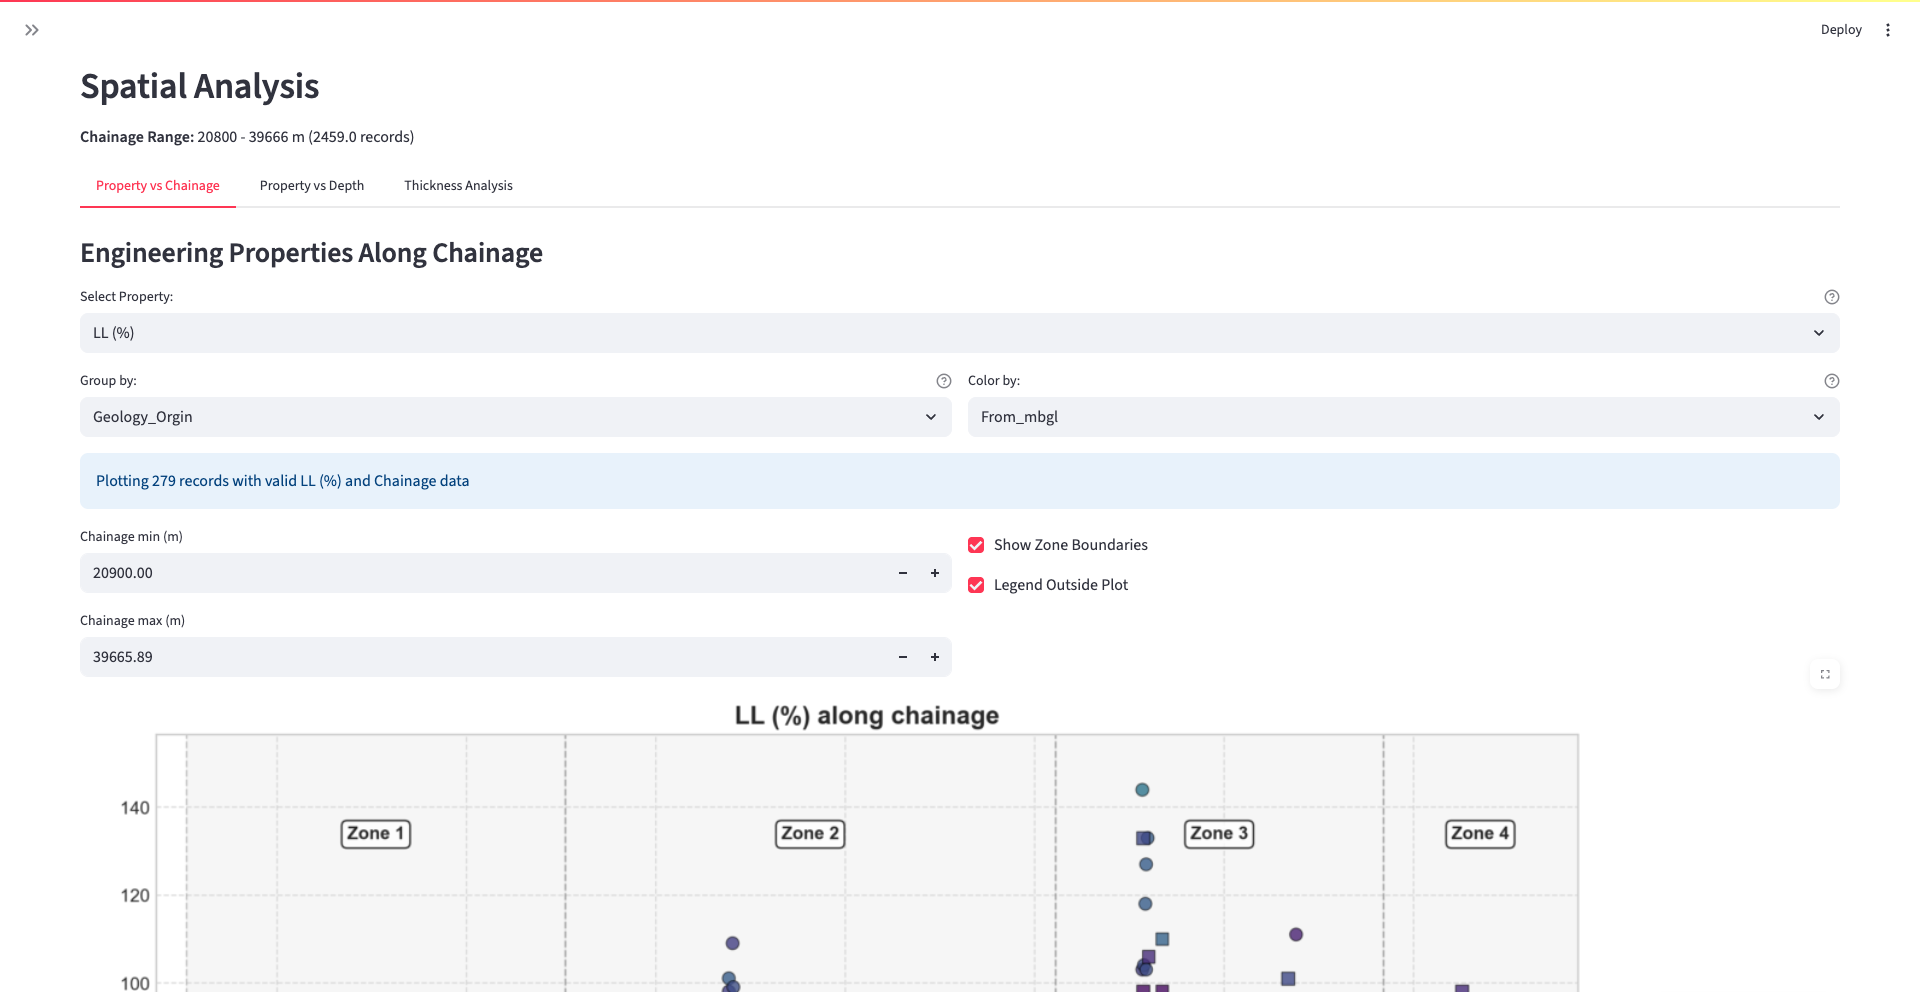 Deploy
Spatial Analysis
Chainage Range: 20800 - 39666 m (2459.0 records)
Property vs Chainage
Property vs Depth
Thickness Analysis
Engineering Properties Along Chainage
Select Property:
LL (%)
Group by:
Color by:
Geology_Orgin
From_mbgl
Plotting 279 records with valid LL (%) and Chainage data
Chainage min (m)
20900.00
Show Zone Boundaries
Legend Outside Plot
Chainage max (m)
39665.89
LL (%) along chainage
140
Zone 1
Zone 2
Zone 3
Zone 4
120
100